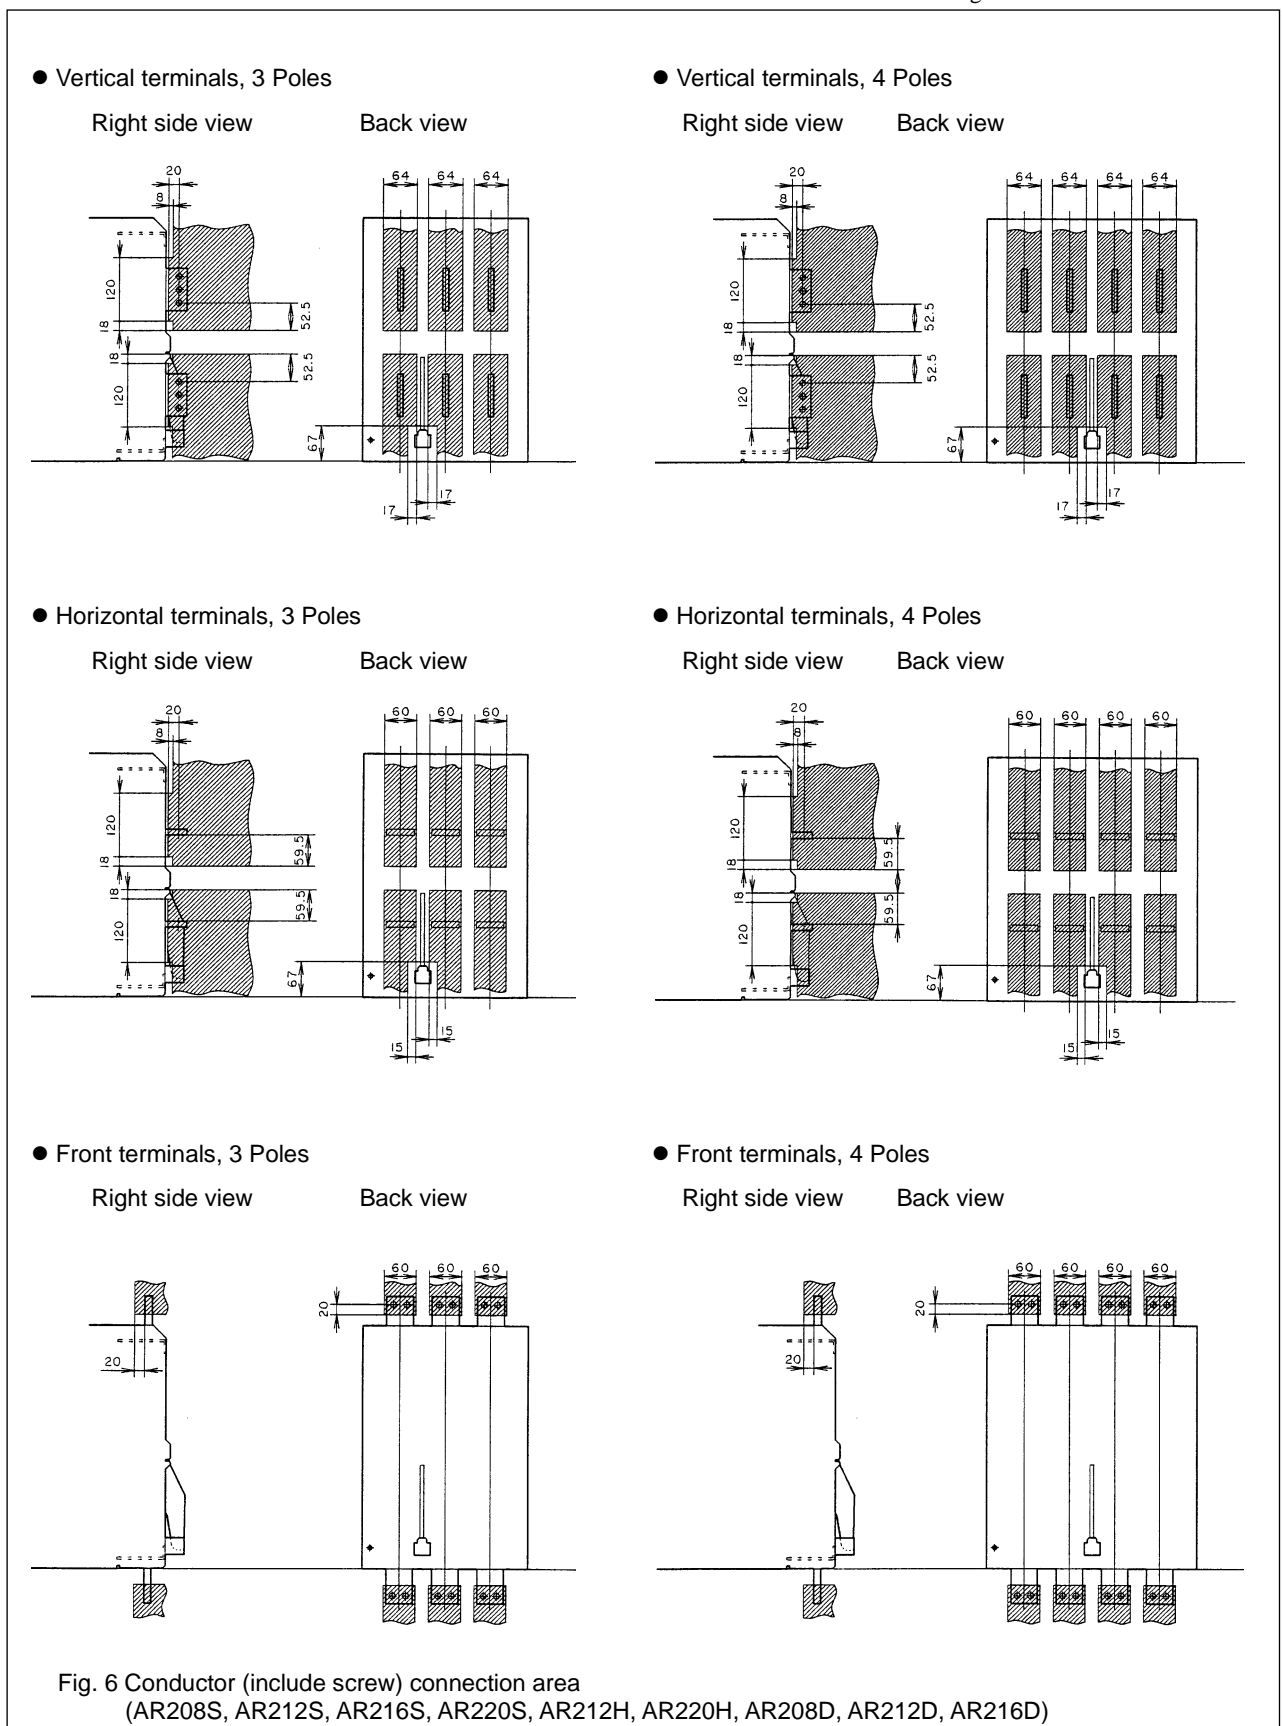 ● Vertical terminals, 3 Poles
Right side view Back view
20
8
64 64 64
120
18
18
120
52.5
52.5
67
17
17
● Vertical terminals, 4 Poles
Right side view Back view
20
8
64 64 64 64
120
18
18
120
52.5
52.5
67
17
17
● Horizontal terminals, 3 Poles
Right side view Back view
20
8
60 60 60
120
18
18
120
59.5
59.5
67
15
15
● Horizontal terminals, 4 Poles
Right side view Back view
20
8
60 60 60 60
120
18
18
120
59.5
59.5
67
15
15
● Front terminals, 3 Poles
Right side view Back view
60 60 60
20
20
● Front terminals, 4 Poles
Right side view Back view
60 60 60 60
20
20
Fig. 6 Conductor (include screw) connection area
(AR208S, AR212S, AR216S, AR220S, AR212H, AR220H, AR208D, AR212D, AR216D)